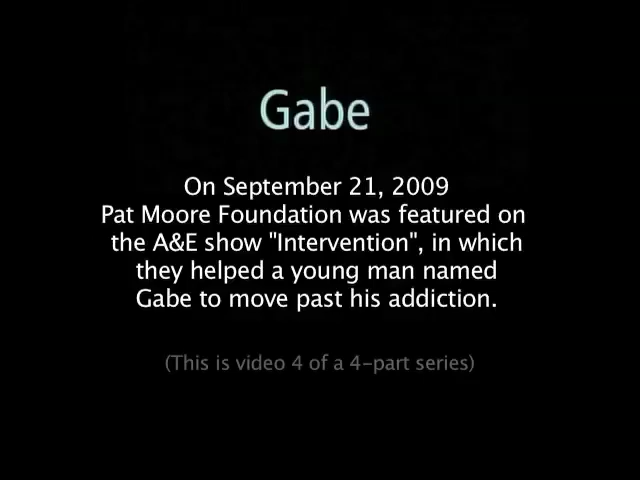 Gabe
On September 21, 2009
Pat Moore Foundation was featured on
the A&E show "Intervention", in which
they helped a young man named
Gabe to move past his addiction.
(This is video 4 of a 4-part series)